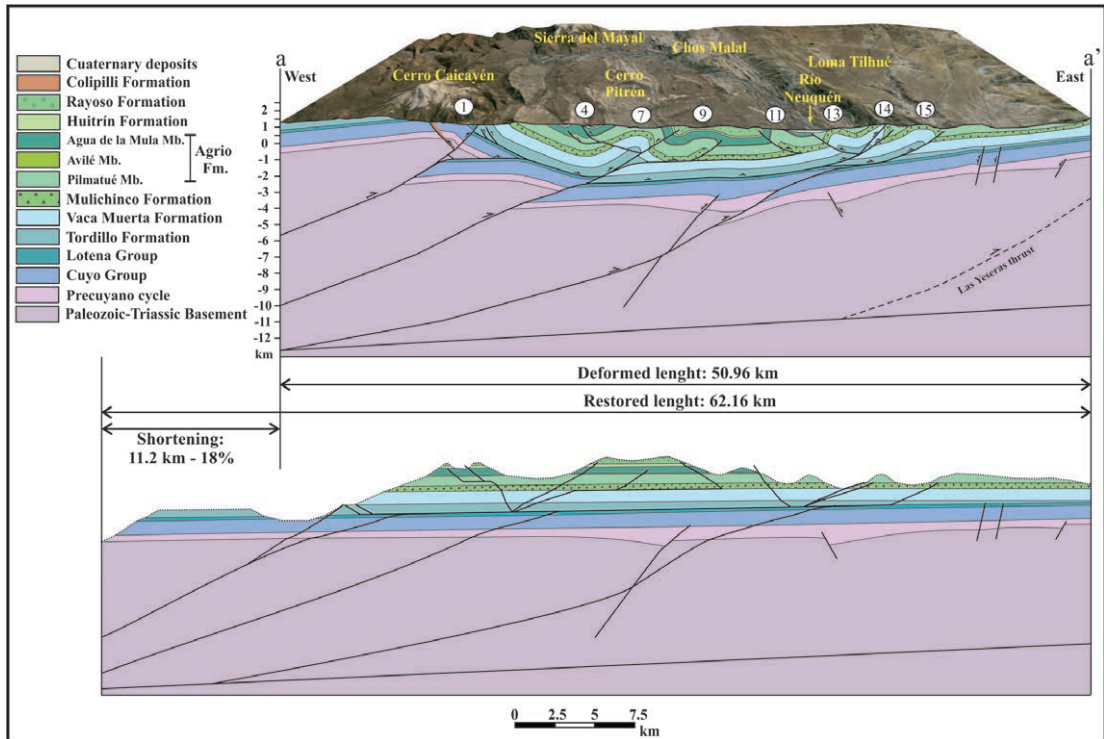 Sierra del Mayal
Chos Malal
Cerro Caicayén
Cerro
Pitrén
Loma Tilhué
Río
Neuquén
a
West
a'
East
1
4
7
9
11
13
14
15
Cuaternary deposits
Colipilli Formation
Rayoso Formation
Huitrín Formation
Agua de la Mula Mb.
Avilé Mb.
Pilmatué Mb.
Agrio
Fm.
Mulichinco Formation
Vaca Muerta Formation
Tordillo Formation
Lotena Group
Cuyo Group
Precuyano cycle
Paleozoic-Triassic Basement
2
1
0
-1
-2
-3
-4
-5
-6
-7
-8
-9
-10
-11
-12
km
Las Yeseras thrust
Deformed lenght: 50.96 km
Restored lenght: 62.16 km
Shortening:
11.2 km - 18%
0 2.5 5 7.5
km